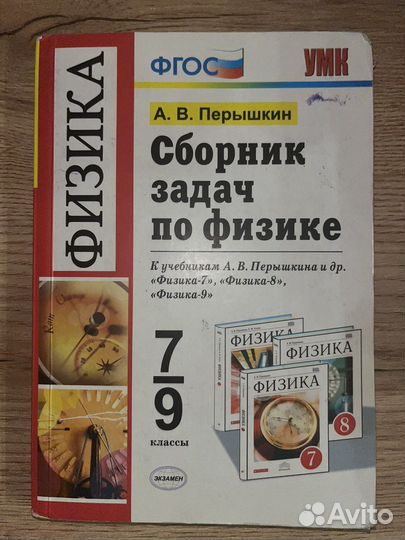 ФГОС
УМК
ФИЗИКА
А. В. Перышкин
Сборник
задач
по физике
К учебникам А. В. Перышкина и др.
«Физика-7», «Физика-8»,
«Физика-9»
7–9
классы
ФИЗИКА
ФИЗИКА
8
ФИЗИКА
7
ЭКЗАМЕН
Avito